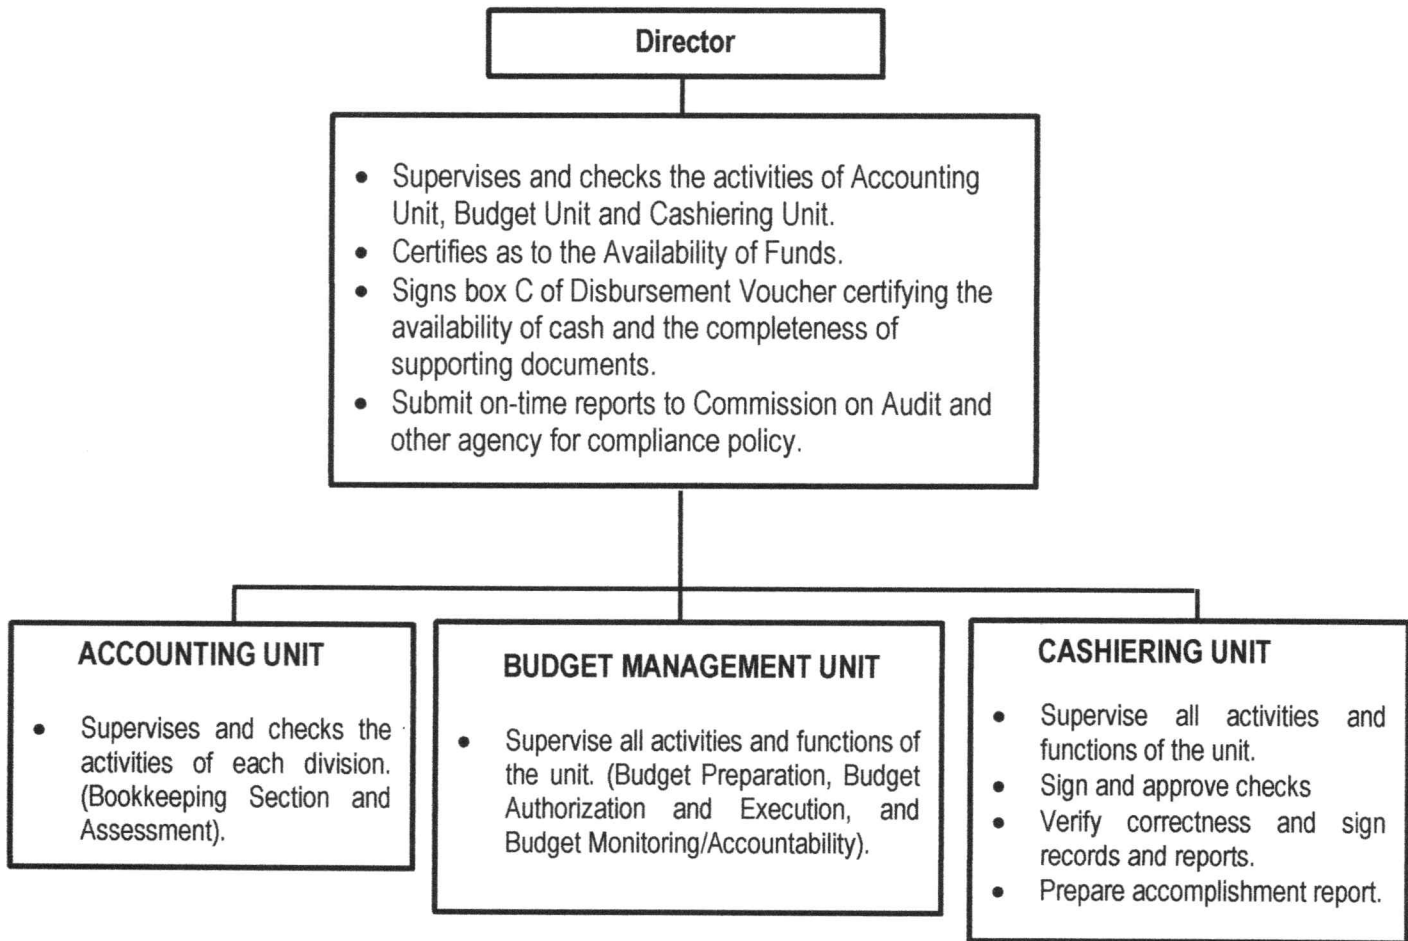 Director
• Supervises and checks the activities of Accounting
Unit, Budget Unit and Cashiering Unit.
• Certifies as to the Availability of Funds.
• Signs box C of Disbursement Voucher certifying the
availability of cash and the completeness of
supporting documents.
• Submit on-time reports to Commission on Audit and
other agency for compliance policy.
ACCOUNTING UNIT
• Supervises and checks the
activities of each division.
(Bookkeeping Section and
Assessment).
BUDGET MANAGEMENT UNIT
• Supervise all activities and functions of
the unit. (Budget Preparation, Budget
Authorization and Execution, and
Budget Monitoring/Accountability).
CASHIERING UNIT
• Supervise all activities and
functions of the unit.
• Sign and approve checks
• Verify correctness and sign
records and reports.
• Prepare accomplishment report.